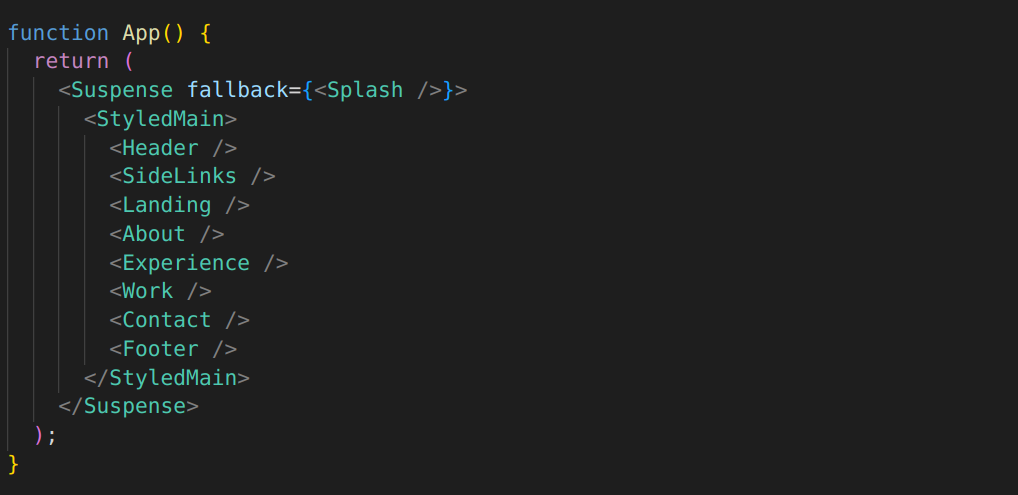 function App() {
  return (
    <Suspense fallback={<Splash />}>
      <StyledMain>
        <Header />
        <SideLinks />
        <Landing />
        <About />
        <Experience />
        <Work />
        <Contact />
        <Footer />
      </StyledMain>
    </Suspense>
  );
}